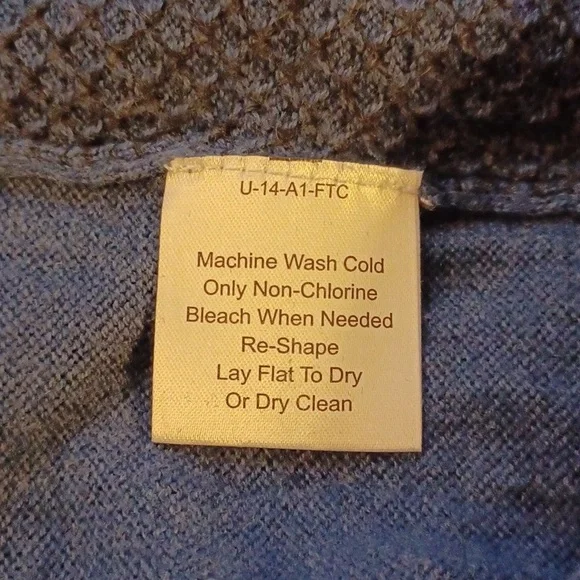 U-14-A1-FTC
Machine Wash Cold
Only Non-Chlorine
Bleach When Needed
Re-Shape
Lay Flat To Dry
Or Dry Clean